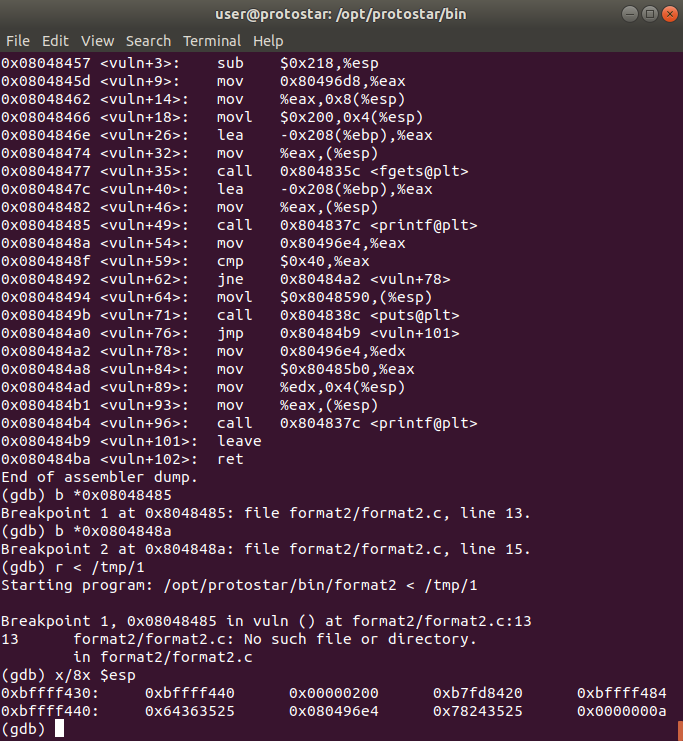 user@protostar: /opt/protostar/bin
File Edit View Search Terminal Help
0x08048457 <vuln+3>: sub $0x218,%esp
0x0804845d <vuln+9>: mov 0x80496d8,%eax
0x08048462 <vuln+14>: mov %eax,0x8(%esp)
0x08048466 <vuln+18>: movl $0x200,0x4(%esp)
0x0804846e <vuln+26>: lea -0x208(%ebp),%eax
0x08048474 <vuln+32>: mov %eax,(%esp)
0x08048477 <vuln+35>: call 0x804835c <fgets@plt>
0x0804847c <vuln+40>: lea -0x208(%ebp),%eax
0x08048482 <vuln+46>: mov %eax,(%esp)
0x08048485 <vuln+49>: call 0x804837c <printf@plt>
0x0804848a <vuln+54>: mov 0x80496e4,%eax
0x0804848f <vuln+59>: cmp $0x40,%eax
0x08048492 <vuln+62>: jne 0x80484a2 <vuln+78>
0x08048494 <vuln+64>: movl $0x8048590,(%esp)
0x0804849b <vuln+71>: call 0x804838c <puts@plt>
0x080484a0 <vuln+76>: jmp 0x80484b9 <vuln+101>
0x080484a2 <vuln+78>: mov 0x80496e4,%edx
0x080484a8 <vuln+84>: mov $0x80485b0,%eax
0x080484ad <vuln+89>: mov %edx,0x4(%esp)
0x080484b1 <vuln+93>: mov %eax,(%esp)
0x080484b4 <vuln+96>: call 0x804837c <printf@plt>
0x080484b9 <vuln+101>: leave
0x080484ba <vuln+102>: ret
End of assembler dump.
(gdb) b *0x08048485
Breakpoint 1 at 0x8048485: file format2/format2.c, line 13.
(gdb) b *0x0804848a
Breakpoint 2 at 0x804848a: file format2/format2.c, line 15.
(gdb) r < /tmp/1
Starting program: /opt/protostar/bin/format2 < /tmp/1
Breakpoint 1, 0x08048485 in vuln () at format2/format2.c:13
13 format2/format2.c: No such file or directory.
in format2/format2.c
(gdb) x/8x $esp
0xbffff430: 0xbffff440 0x00000200 0xb7fd8420 0xbffff484
0xbffff440: 0x64363525 0x080496e4 0x78243525 0x0000000a
(gdb)